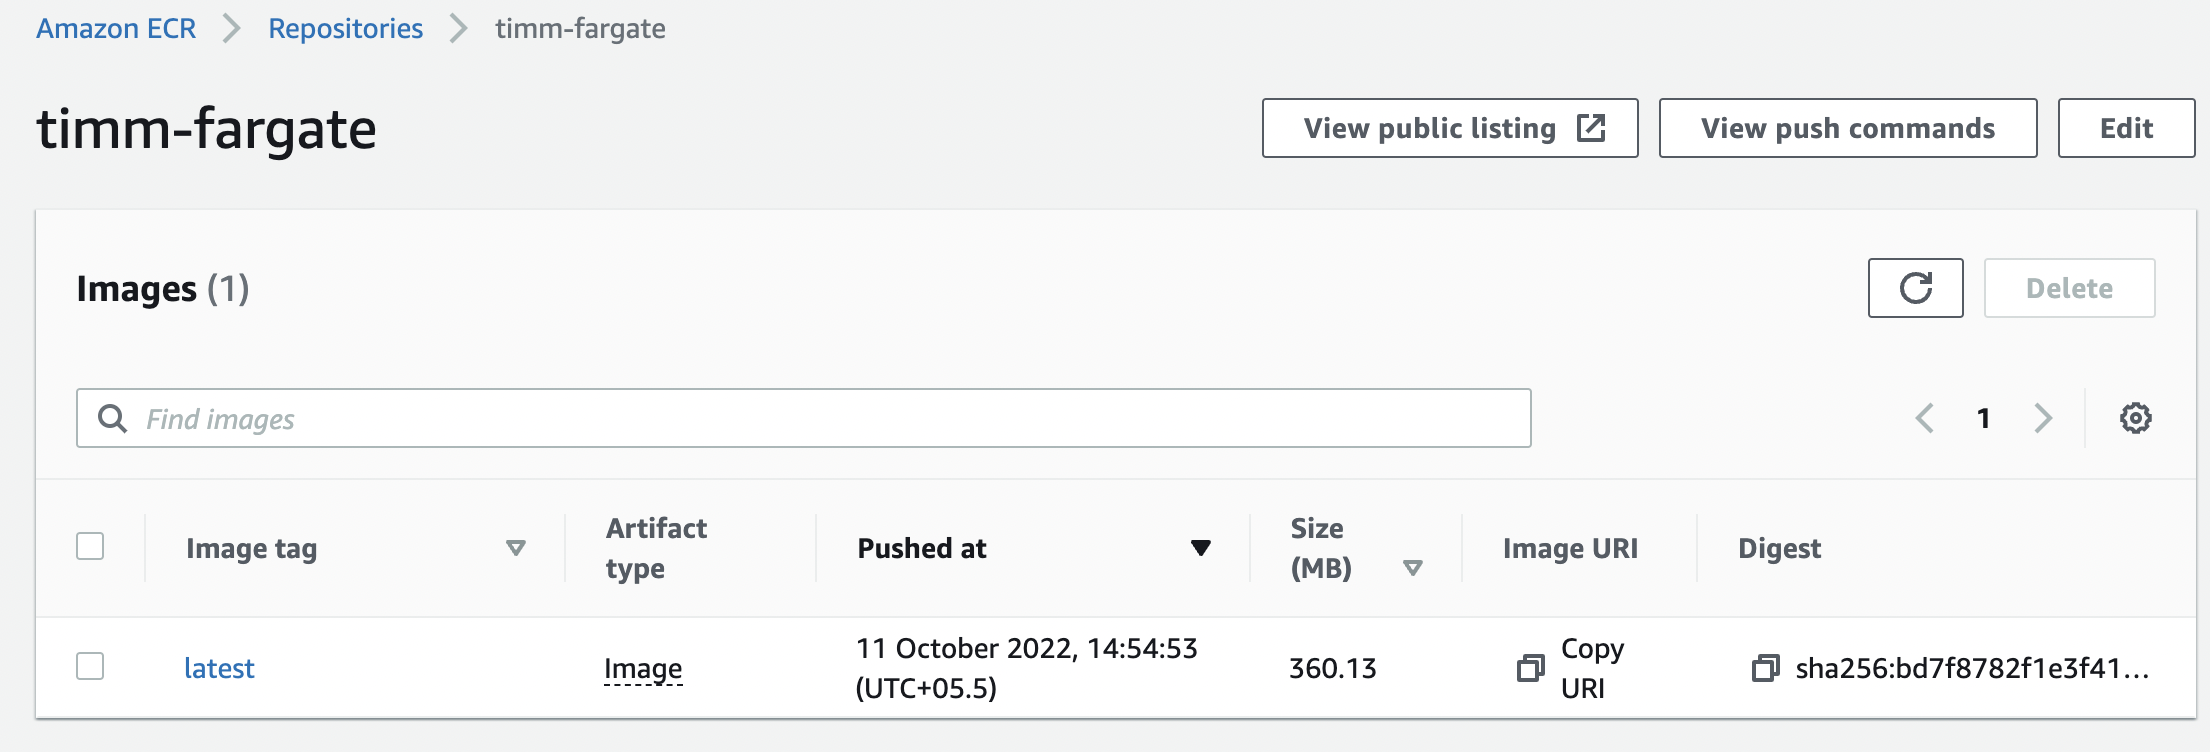 Amazon ECR Repositories timm-fargate
timm-fargate
View public listing View push commands Edit
Images (1)
Delete
Find images
1
Image tag Artifact type Pushed at Size (MB) Image URI Digest
latest Image 11 October 2022, 14:54:53 (UTC+05.5) 360.13 Copy URI sha256:bd7f8782f1e3f41...